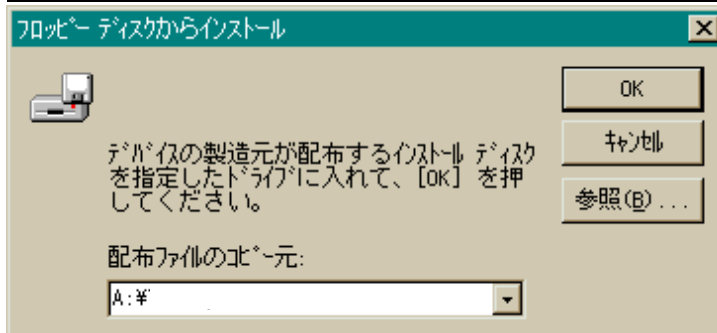 フロッピー ディスクからインストール
OK
デバイスの製造元が配布するインストール ディスク
を指定したドライブに入れて、[OK] を押
してください。
キャンセル
参照(B)...
配布ファイルのコピー元:
A:¥